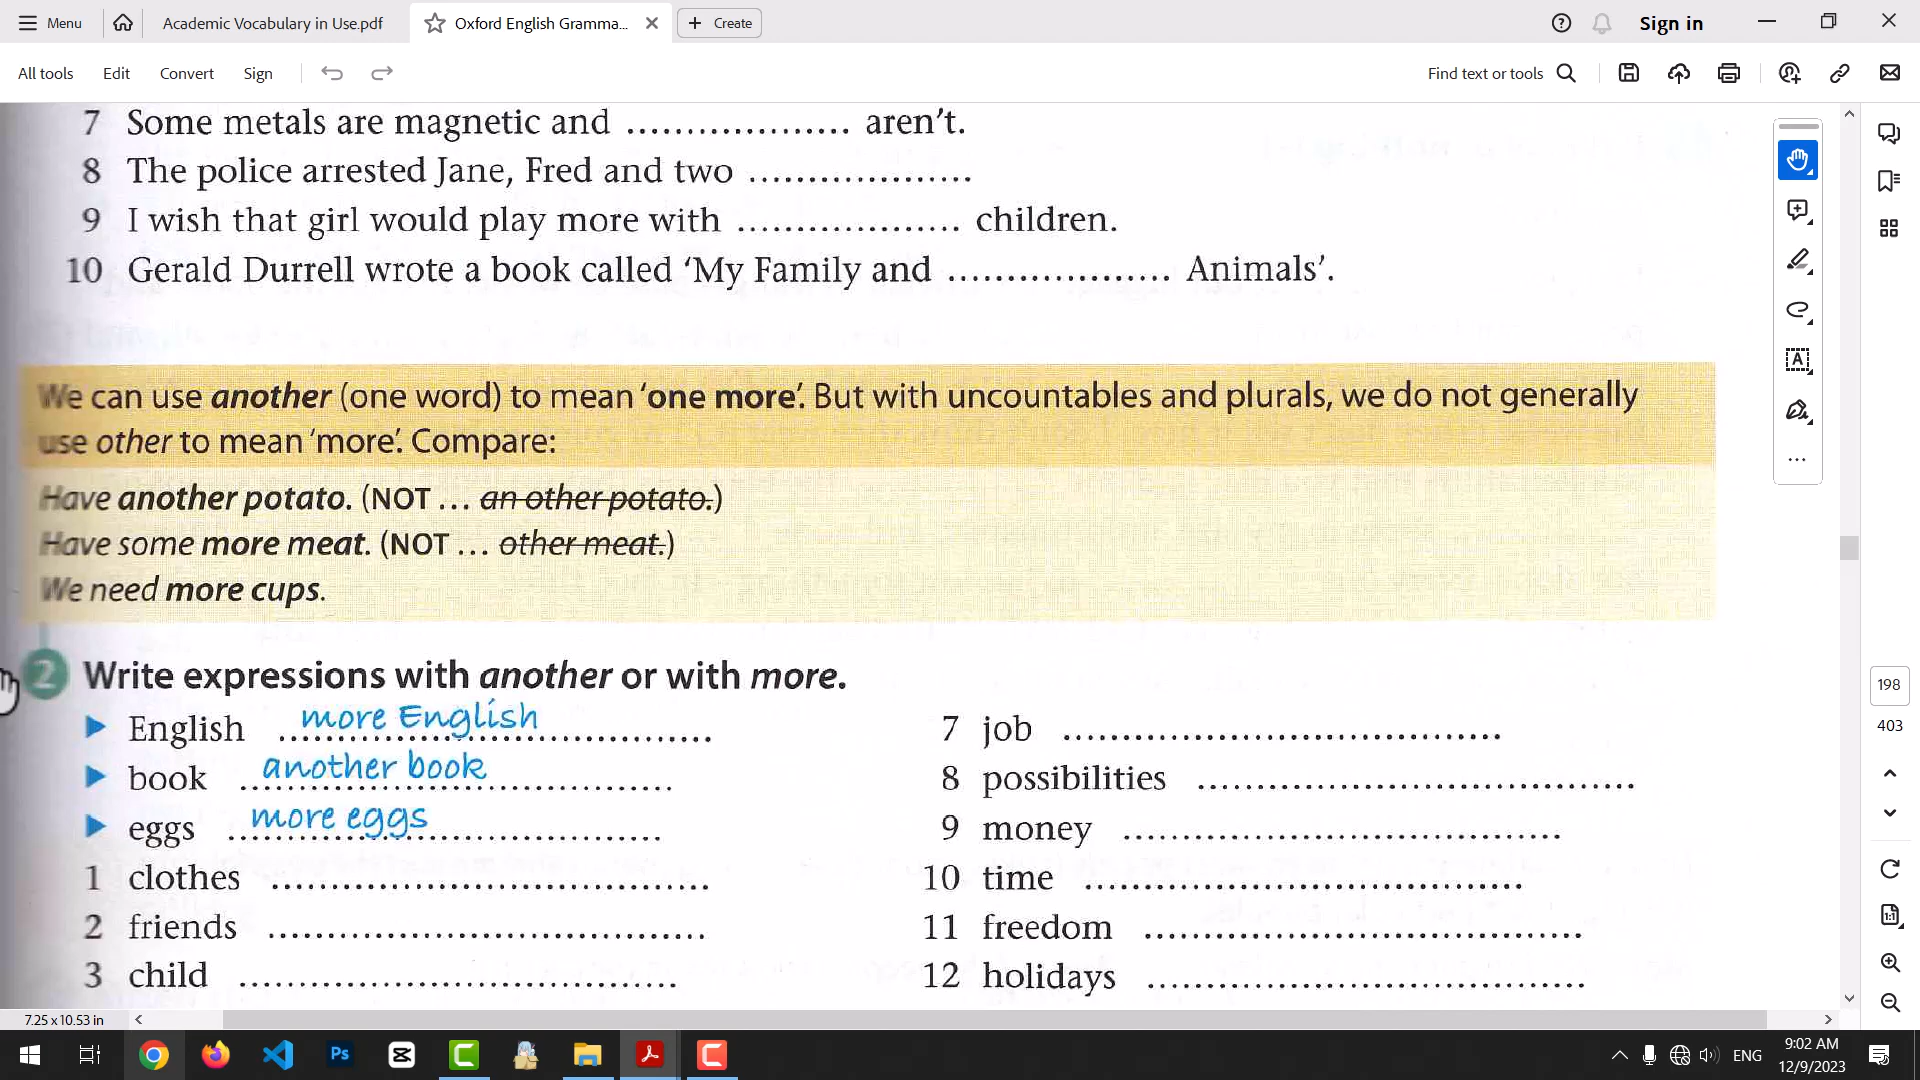 Menu
Academic Vocabulary in Use.pdf
Oxford English Gramma...
Create
Sign in
All tools
Edit
Convert
Sign
Find text or tools
7 Some metals are magnetic and ................... aren't.
8 The police arrested Jane, Fred and two ...................
9 I wish that girl would play more with ................... children.
10 Gerald Durrell wrote a book called 'My Family and ................... Animals'.
We can use another (one word) to mean 'one more'. But with uncountables and plurals, we do not generally
use other to mean 'more'. Compare:
Have another potato. (NOT ... an other potato.)
Have some more meat. (NOT ... other meat.)
We need more cups.
2 Write expressions with another or with more.
English more English
book another book
eggs more eggs
1 clothes .....................................
2 friends .....................................
3 child .....................................
7 job .....................................
8 possibilities .....................................
9 money .....................................
10 time .....................................
11 freedom .....................................
12 holidays .....................................
198
403
7.25 x 10.53 in
ENG
9:02 AM
12/9/2023